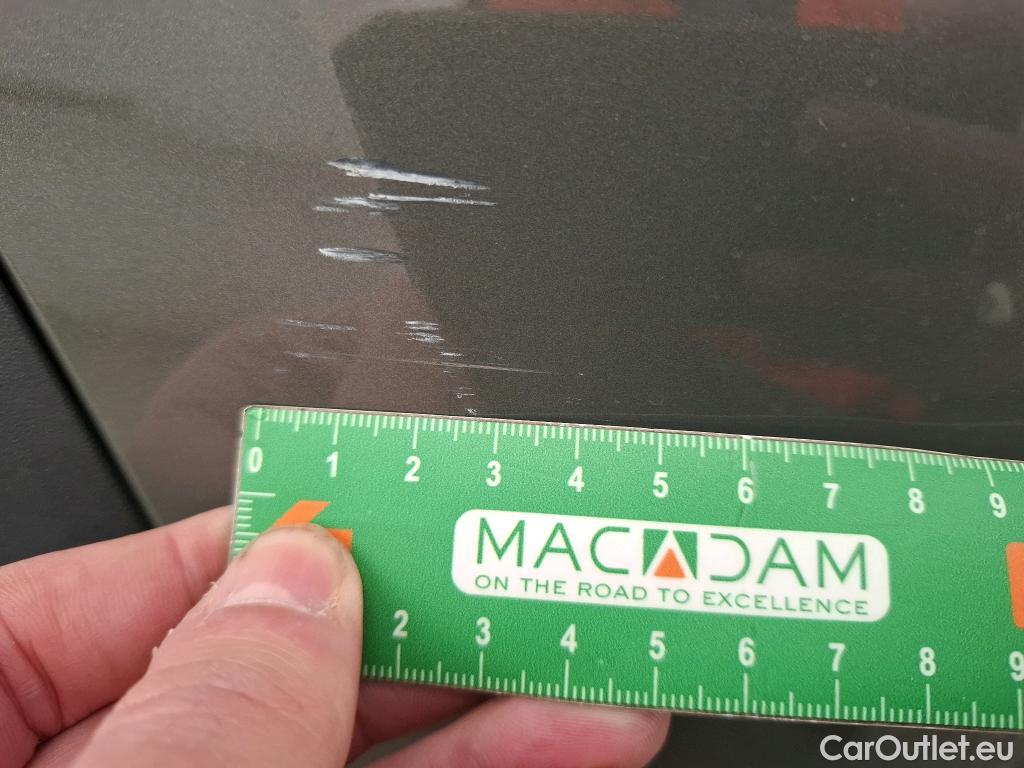 0 1 2 3 4 5 6 7 8 9
MACADAM
ON THE ROAD TO EXCELLENCE
2 3 4 5 6 7 8 9
CarOutlet.eu